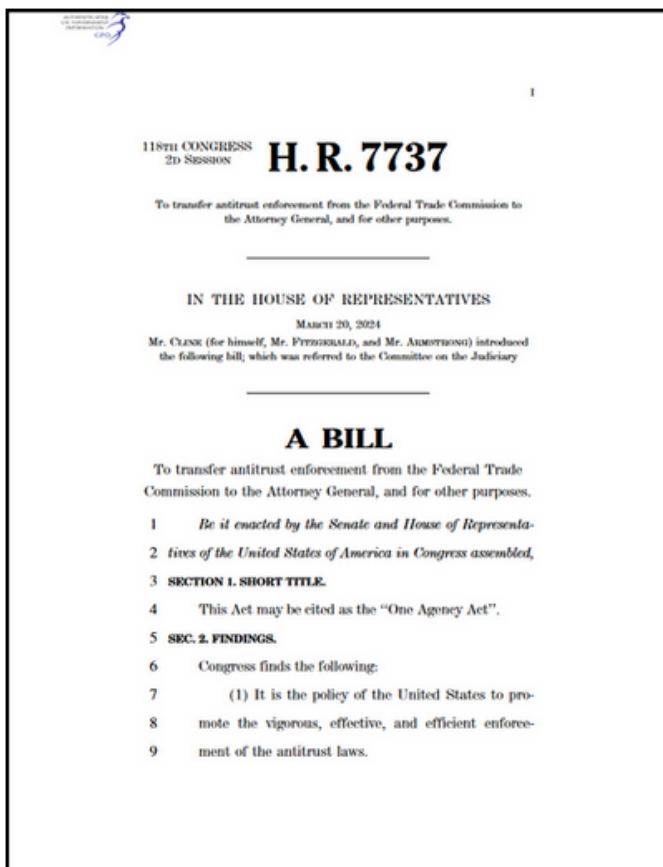 AUTHENTICATED
U.S. GOVERNMENT
INFORMATION
GPO
I
118TH CONGRESS
2D SESSION
H. R. 7737
To transfer antitrust enforcement from the Federal Trade Commission to
the Attorney General, and for other purposes.
IN THE HOUSE OF REPRESENTATIVES
MARCH 20, 2024
Mr. CLINE (for himself, Mr. FITZGERALD, and Mr. ARMSTRONG) introduced
the following bill; which was referred to the Committee on the Judiciary
A BILL
To transfer antitrust enforcement from the Federal Trade
Commission to the Attorney General, and for other purposes.
1 Be it enacted by the Senate and House of Representa-
2 tives of the United States of America in Congress assembled,
3 SECTION 1. SHORT TITLE.
4 This Act may be cited as the “One Agency Act”.
5 SEC. 2. FINDINGS.
6 Congress finds the following:
7 (1) It is the policy of the United States to pro-
8 mote the vigorous, effective, and efficient enforce-
9 ment of the antitrust laws.